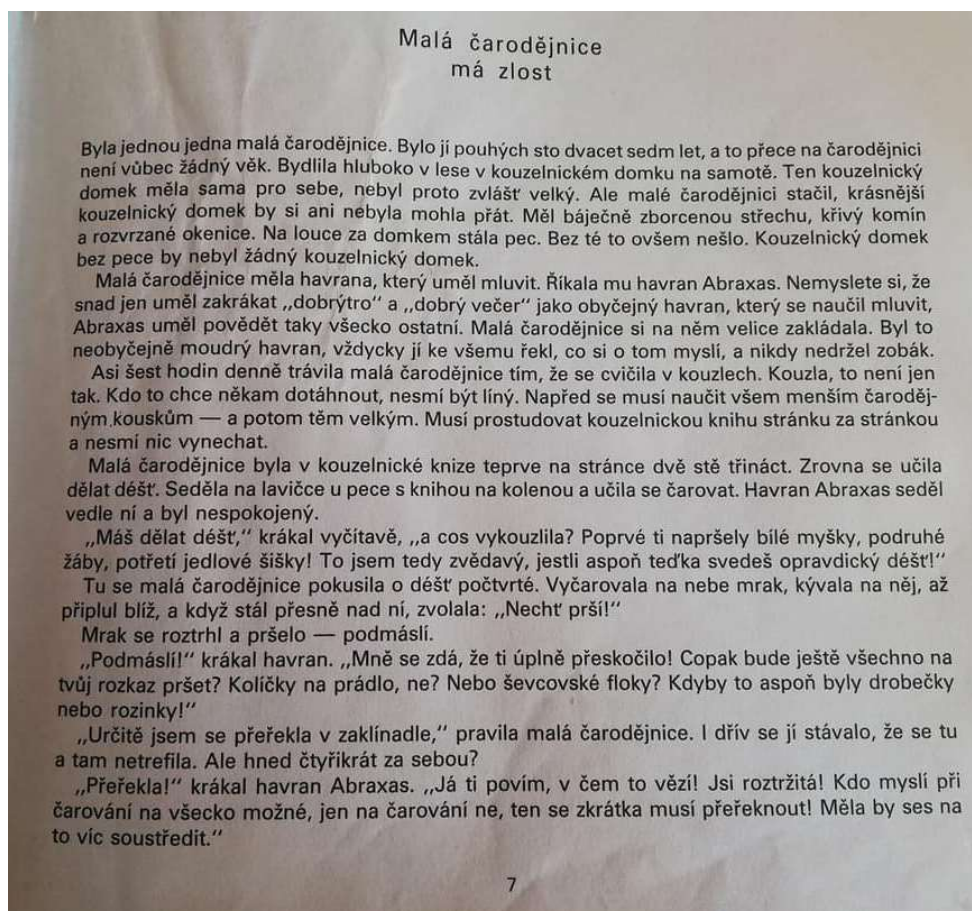 Malá čarodějnice
má zlost
Byla jednou jedna malá čarodějnice. Bylo jí pouhých sto dvacet sedm let, a to přece na čarodějnici
není vůbec žádný věk. Bydlila hluboko v lese v kouzelnickém domku na samotě. Ten kouzelnický
domek měla sama pro sebe, nebyl proto zvlášť velký. Ale malé čarodějnici stačil, krásnější
kouzelnický domek by si ani nebyla mohla přát. Měl báječně zborcenou střechu, křivý komín
a rozvrzané okenice. Na louce za domkem stála pec. Bez té to ovšem nešlo. Kouzelnický domek
bez pece by nebyl žádný kouzelnický domek.
Malá čarodějnice měla havrana, který uměl mluvit. Říkala mu havran Abraxas. Nemyslete si, že
snad jen uměl zakrákat „dobrýtro“ a „dobrý večer“ jako obyčejný havran, který se naučil mluvit,
Abraxas uměl povědět taky všecko ostatní. Malá čarodějnice si na něm velice zakládala. Byl to
neobyčejně moudrý havran, vždycky jí ke všemu řekl, co si o tom myslí, a nikdy nedržel zobák.
Asi šest hodin denně trávila malá čarodějnice tím, že se cvičila v kouzlech. Kouzla, to není jen
tak. Kdo to chce někam dotáhnout, nesmí být líný. Napřed se musí naučit všem menším čaroděj-
ným kouskům — a potom těm velkým. Musí prostudovat kouzelnickou knihu stránku za stránkou
a nesmí nic vynechat.
Malá čarodějnice byla v kouzelnické knize teprve na stránce dvě stě třináct. Zrovna se učila
dělat déšť. Seděla na lavičce u pece s knihou na kolenou a učila se čarovat. Havran Abraxas seděl
vedle ní a byl nespokojený.
„Máš dělat déšť,“ krákal vyčítavě, „a cos vykouzlila? Poprvé ti napršely bílé myšky, podruhé
žáby, potřetí jedlové šišky! To jsem tedy zvědavý, jestli aspoň teďka svedeš opravdický déšť!“
Tu se malá čarodějnice pokusila o déšť počtvrté. Vyčarovala na nebe mrak, kývala na něj, až
připlul blíž, a když stál přesně nad ní, zvolala: „Nechť prší!“
Mrak se roztrhl a pršelo — podmáslí.
„Podmáslí!“ krákal havran. „Mně se zdá, že ti úplně přeskočilo! Copak bude ještě všechno na
tvůj rozkaz pršet? Kolíčky na prádlo, ne? Nebo ševcovské floky? Kdyby to aspoň byly drobečky
nebo rozinky!“
„Určitě jsem se přeřekla v zaklínadle,“ pravila malá čarodějnice. I dřív se jí stávalo, že se tu
a tam netrefila. Ale hned čtyřikrát za sebou?
„Přeřekla!“ krákal havran Abraxas. „Já ti povím, v čem to vězí! Jsi roztržitá! Kdo myslí při
čarování na všecko možné, jen na čarování ne, ten se zkrátka musí přeřeknout! Měla by ses na
to víc soustředit.“
7